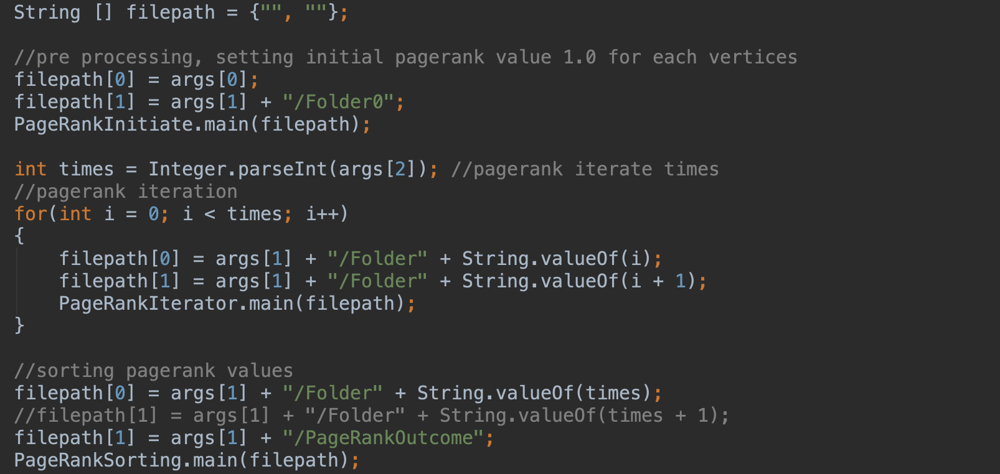 String [] filepath = {"", ""};
//pre processing, setting initial pagerank value 1.0 for each vertices
filepath[0] = args[0];
filepath[1] = args[1] + "/Folder0";
PageRankInitiate.main(filepath);
int times = Integer.parseInt(args[2]); //pagerank iterate times
//pagerank iteration
for(int i = 0; i < times; i++)
{
    filepath[0] = args[1] + "/Folder" + String.valueOf(i);
    filepath[1] = args[1] + "/Folder" + String.valueOf(i + 1);
    PageRankIterator.main(filepath);
}
//sorting pagerank values
filepath[0] = args[1] + "/Folder" + String.valueOf(times);
//filepath[1] = args[1] + "/Folder" + String.valueOf(times + 1);
filepath[1] = args[1] + "/PageRankOutcome";
PageRankSorting.main(filepath);